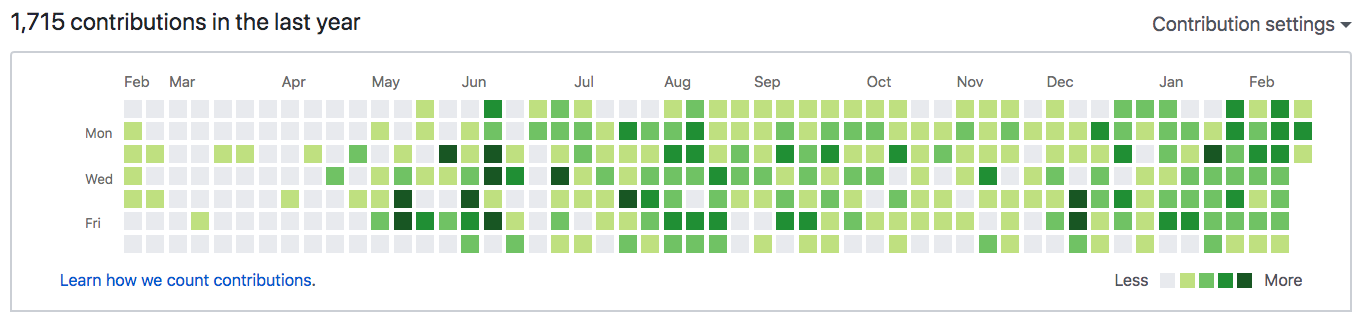 1,715 contributions in the last year
Contribution settings
Feb Mar Apr May Jun Jul Aug Sep Oct Nov Dec Jan Feb
Mon
Wed
Fri
Learn how we count contributions.
Less More